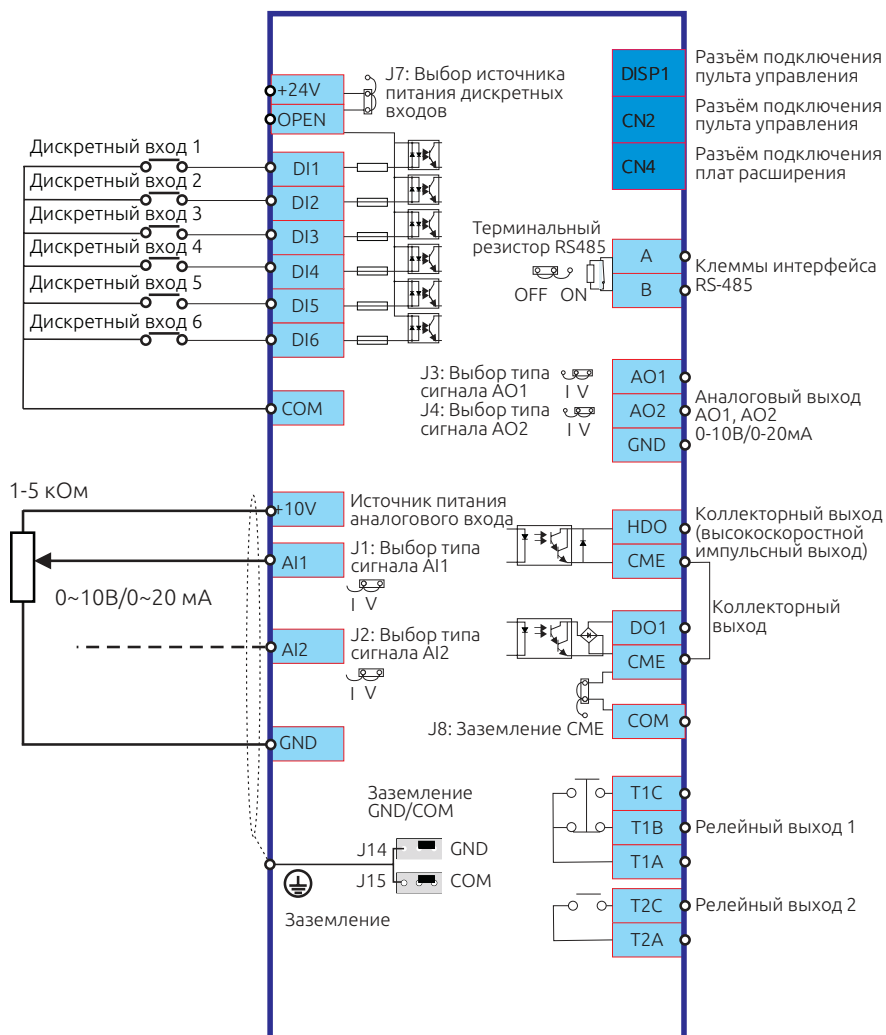 +24V
OPEN
J7: Выбор источника
питания дискретных
входов
Дискретный вход 1
DI1
Дискретный вход 2
DI2
Дискретный вход 3
DI3
Дискретный вход 4
DI4
Дискретный вход 5
DI5
Дискретный вход 6
DI6
COM
1-5 кОм
+10V
Источник питания
аналогового входа
AI1
J1: Выбор типа
сигнала AI1
I V
0~10В/0~20 мА
AI2
J2: Выбор типа
сигнала AI2
I V
GND
Заземление
GND/COM
J14
GND
J15
COM
Заземление
DISP1
Разъём подключения
пульта управления
CN2
Разъём подключения
пульта управления
CN4
Разъём подключения
плат расширения
Терминальный
резистор RS485
OFF ON
A
B
Клеммы интерфейса
RS-485
J3: Выбор типа
сигнала AO1
I V
J4: Выбор типа
сигнала AO2
I V
AO1
AO2
GND
Аналоговый выход
AO1, AO2
0-10В/0-20мА
HDO
CME
Коллекторный выход
(высокоскоростной
импульсный выход)
DO1
CME
Коллекторный
выход
J8: Заземление CME
COM
T1C
T1B
T1A
Релейный выход 1
T2C
T2A
Релейный выход 2